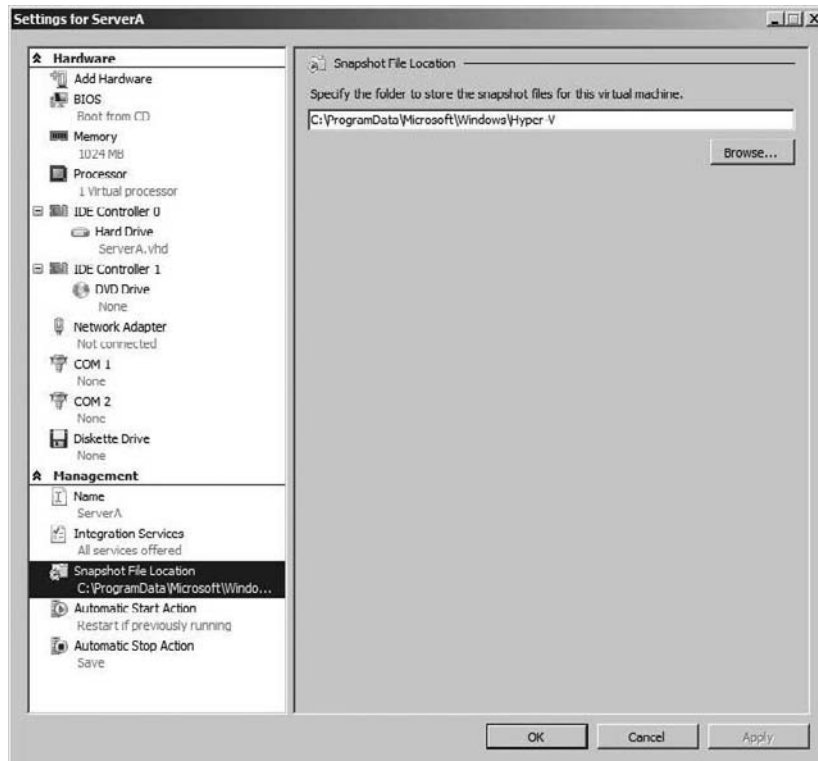 Settings for ServerA
Hardware
Add Hardware
BIOS
Boot from CD
Memory
1024 MB
Processor
1 Virtual processor
IDE Controller 0
Hard Drive
ServerA.vhd
IDE Controller 1
DVD Drive
None
Network Adapter
Not connected
COM 1
None
COM 2
None
Diskette Drive
None
Management
Name
ServerA
Integration Services
All services offered
Snapshot File Location
C:\ProgramData\Microsoft\Windo...
Automatic Start Action
Restart if previously running
Automatic Stop Action
Save
Snapshot File Location
Specify the folder to store the snapshot files for this virtual machine.
C:\ProgramData\Microsoft\Windows\Hyper-V
Browse...
OK
Cancel
Apply